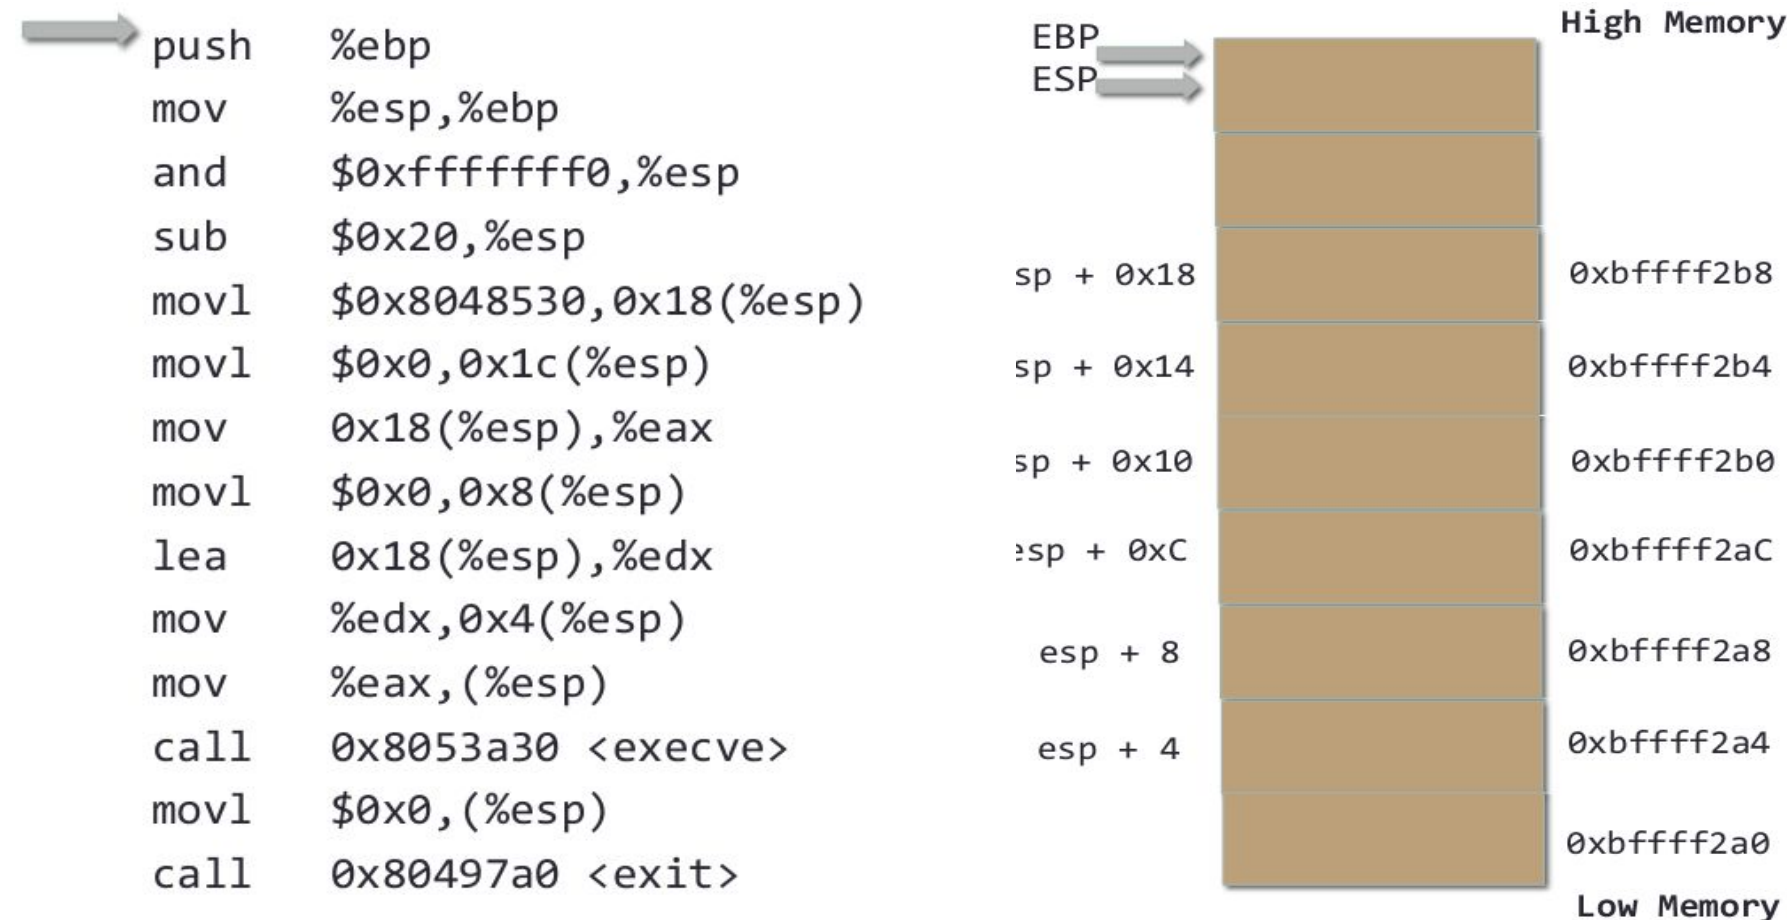 push %ebp
mov %esp,%ebp
and $0xfffffff0,%esp
sub $0x20,%esp
movl $0x8048530,0x18(%esp)
movl $0x0,0x1c(%esp)
mov 0x18(%esp),%eax
movl $0x0,0x8(%esp)
lea 0x18(%esp),%edx
mov %edx,0x4(%esp)
mov %eax,(%esp)
call 0x8053a30 <execve>
movl $0x0,(%esp)
call 0x80497a0 <exit>
High Memory
EBP
ESP
sp + 0x18 0xbffff2b8
sp + 0x14 0xbffff2b4
sp + 0x10 0xbffff2b0
esp + 0xC 0xbffff2aC
esp + 8 0xbffff2a8
esp + 4 0xbffff2a4
0xbffff2a0
Low Memory